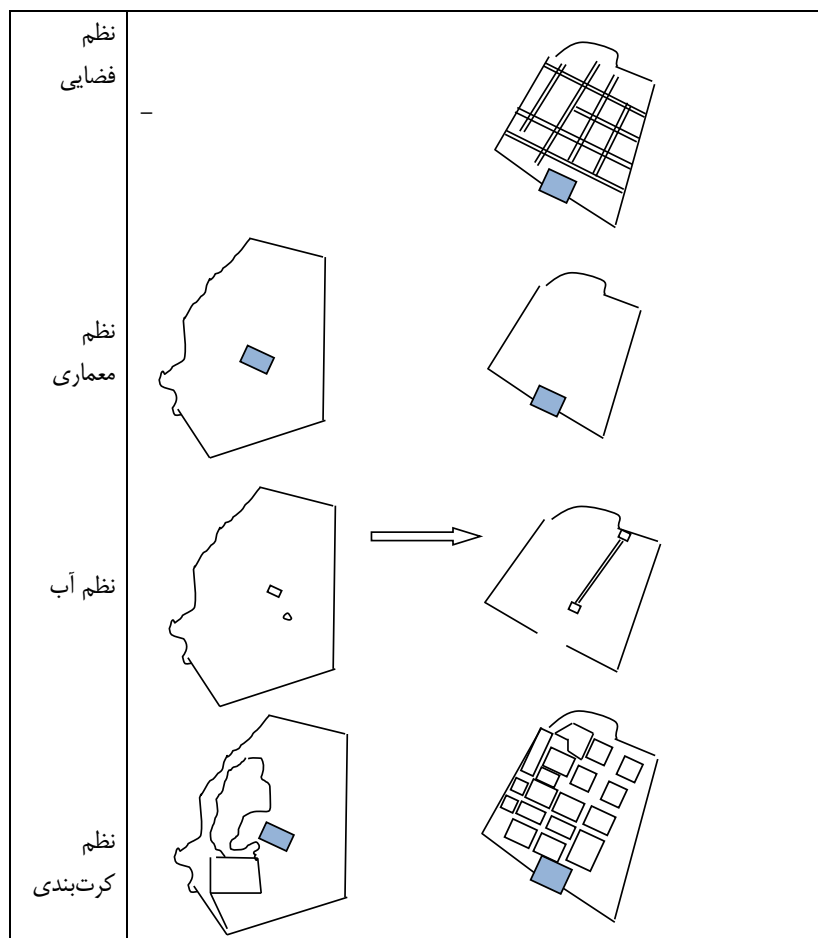 نظم
فضایی
–
نظم
معماری
نظم آب
نظم
کرت‌بندی